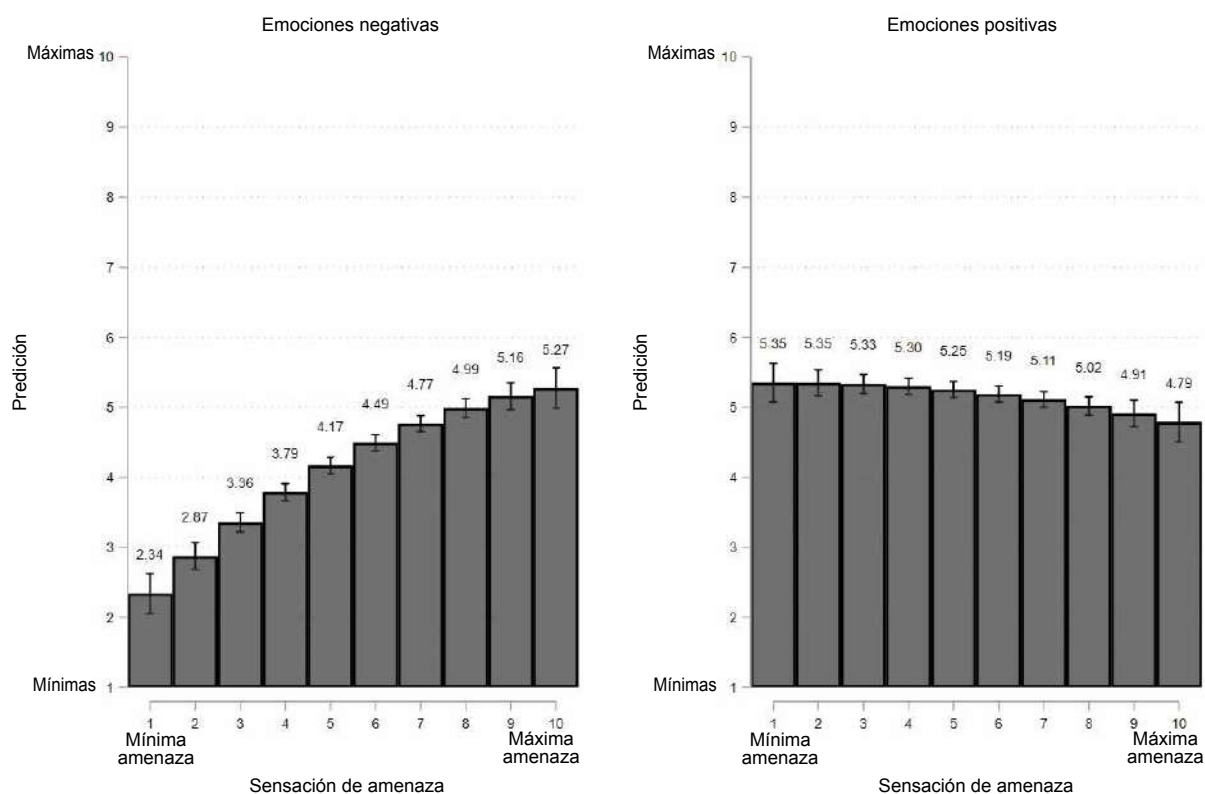 Emociones negativas
Máximas 10
9
8
7
6
5
4
3
2
Mínimas 1
Predición
2.34 2.87 3.36 3.79 4.17 4.49 4.77 4.99 5.16 5.27
1 2 3 4 5 6 7 8 9 10
Mínima amenaza
Máxima amenaza
Sensación de amenaza
Emociones positivas
Máximas 10
9
8
7
6
5
4
3
2
Mínimas 1
Predición
5.35 5.35 5.33 5.30 5.25 5.19 5.11 5.02 4.91 4.79
1 2 3 4 5 6 7 8 9 10
Mínima amenaza
Máxima amenaza
Sensación de amenaza